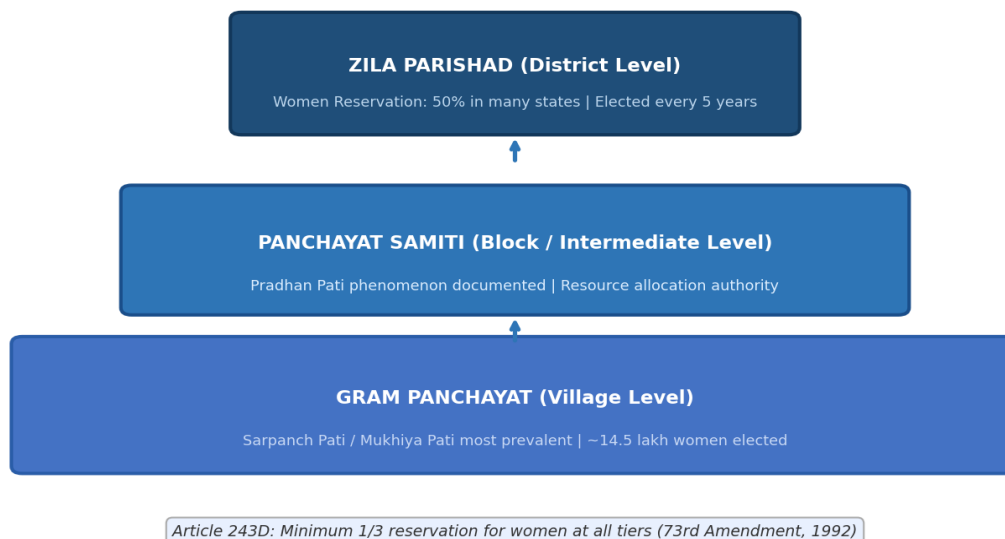 ZILA PARISHAD (District Level)
Women Reservation: 50% in many states | Elected every 5 years
PANCHAYAT SAMITI (Block / Intermediate Level)
Pradhan Pati phenomenon documented | Resource allocation authority
GRAM PANCHAYAT (Village Level)
Sarpanch Pati / Mukhiya Pati most prevalent | ~14.5 lakh women elected
Article 243D: Minimum 1/3 reservation for women at all tiers (73rd Amendment, 1992)